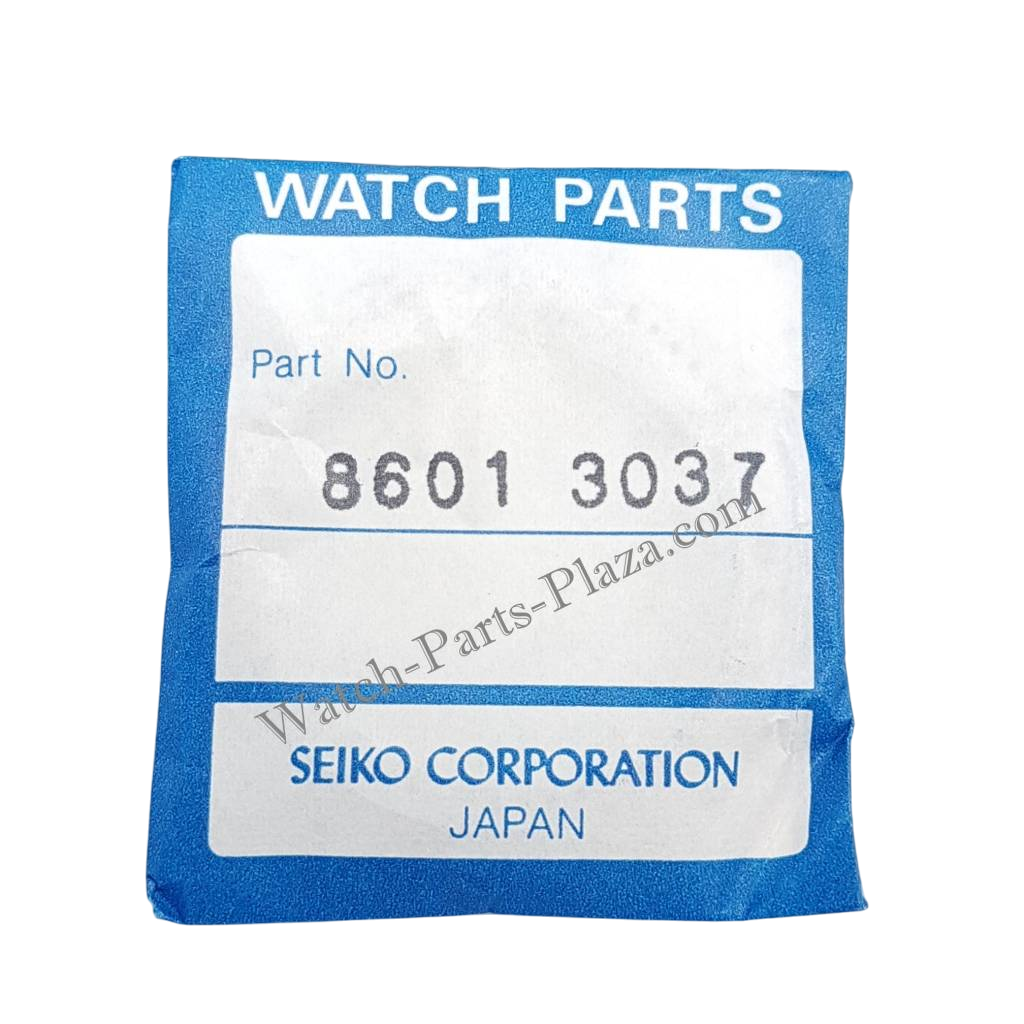 WATCH PARTS
Part No.
8601 3037
Watch-Parts-Plaza.com
SEIKO CORPORATION
JAPAN